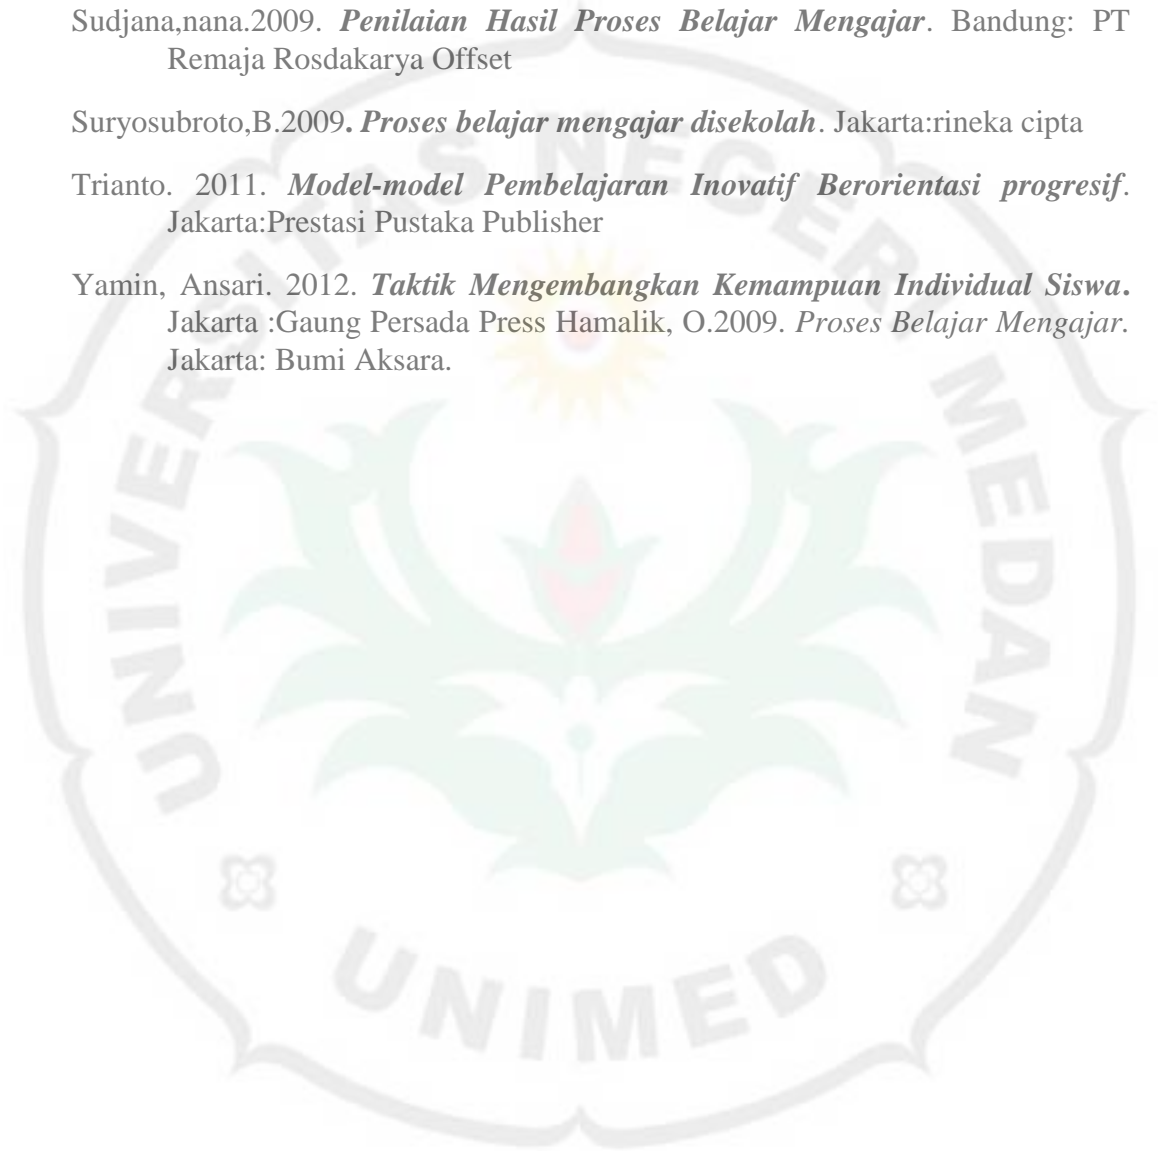 Sudjana,nana.2009. Penilaian Hasil Proses Belajar Mengajar. Bandung: PT
Remaja Rosdakarya Offset
Suryosubroto,B.2009. Proses belajar mengajar disekolah. Jakarta:rineka cipta
Trianto. 2011. Model-model Pembelajaran Inovatif Berorientasi progresif.
Jakarta:Prestasi Pustaka Publisher
Yamin, Ansari. 2012. Taktik Mengembangkan Kemampuan Individual Siswa.
Jakarta :Gaung Persada Press Hamalik, O.2009. Proses Belajar Mengajar.
Jakarta: Bumi Aksara.
UNIVERSITAS NEGERI MEDAN
UNIMED